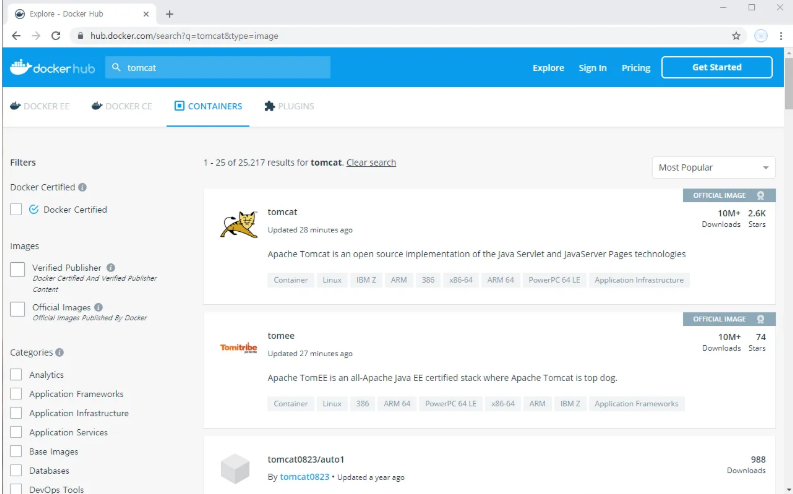 Explore - Docker Hub
hub.docker.com/search?q=tomcat&type=image
docker hub
tomcat
Explore Sign In Pricing Get Started
DOCKER EE DOCKER CE CONTAINERS PLUGINS
Filters
1 - 25 of 25,217 results for tomcat. Clear search
Most Popular
Docker Certified
Docker Certified
Images
Verified Publisher
Docker Certified And Verified Publisher
Content
Official Images
Official Images Published By Docker
Categories
Analytics
Application Frameworks
Application Infrastructure
Application Services
Base Images
Databases
DevOps Tools
OFFICIAL IMAGE
tomcat
10M+ 2.6K
Updated 28 minutes ago
Downloads Stars
Apache Tomcat is an open source implementation of the Java Servlet and JavaServer Pages technologies
Container Linux IBM Z ARM 386 x86-64 ARM 64 PowerPC 64 LE Application Infrastructure
OFFICIAL IMAGE
tomee
10M+ 74
Tomitribe
Updated 27 minutes ago
Downloads Stars
Apache TomEE is an all-Apache Java EE certified stack where Apache Tomcat is top dog.
Container Linux 386 ARM 64 PowerPC 64 LE x86-64 ARM IBM Z Application Frameworks
tomcat0823/auto1
988
By tomcat0823 • Updated a year ago
Downloads